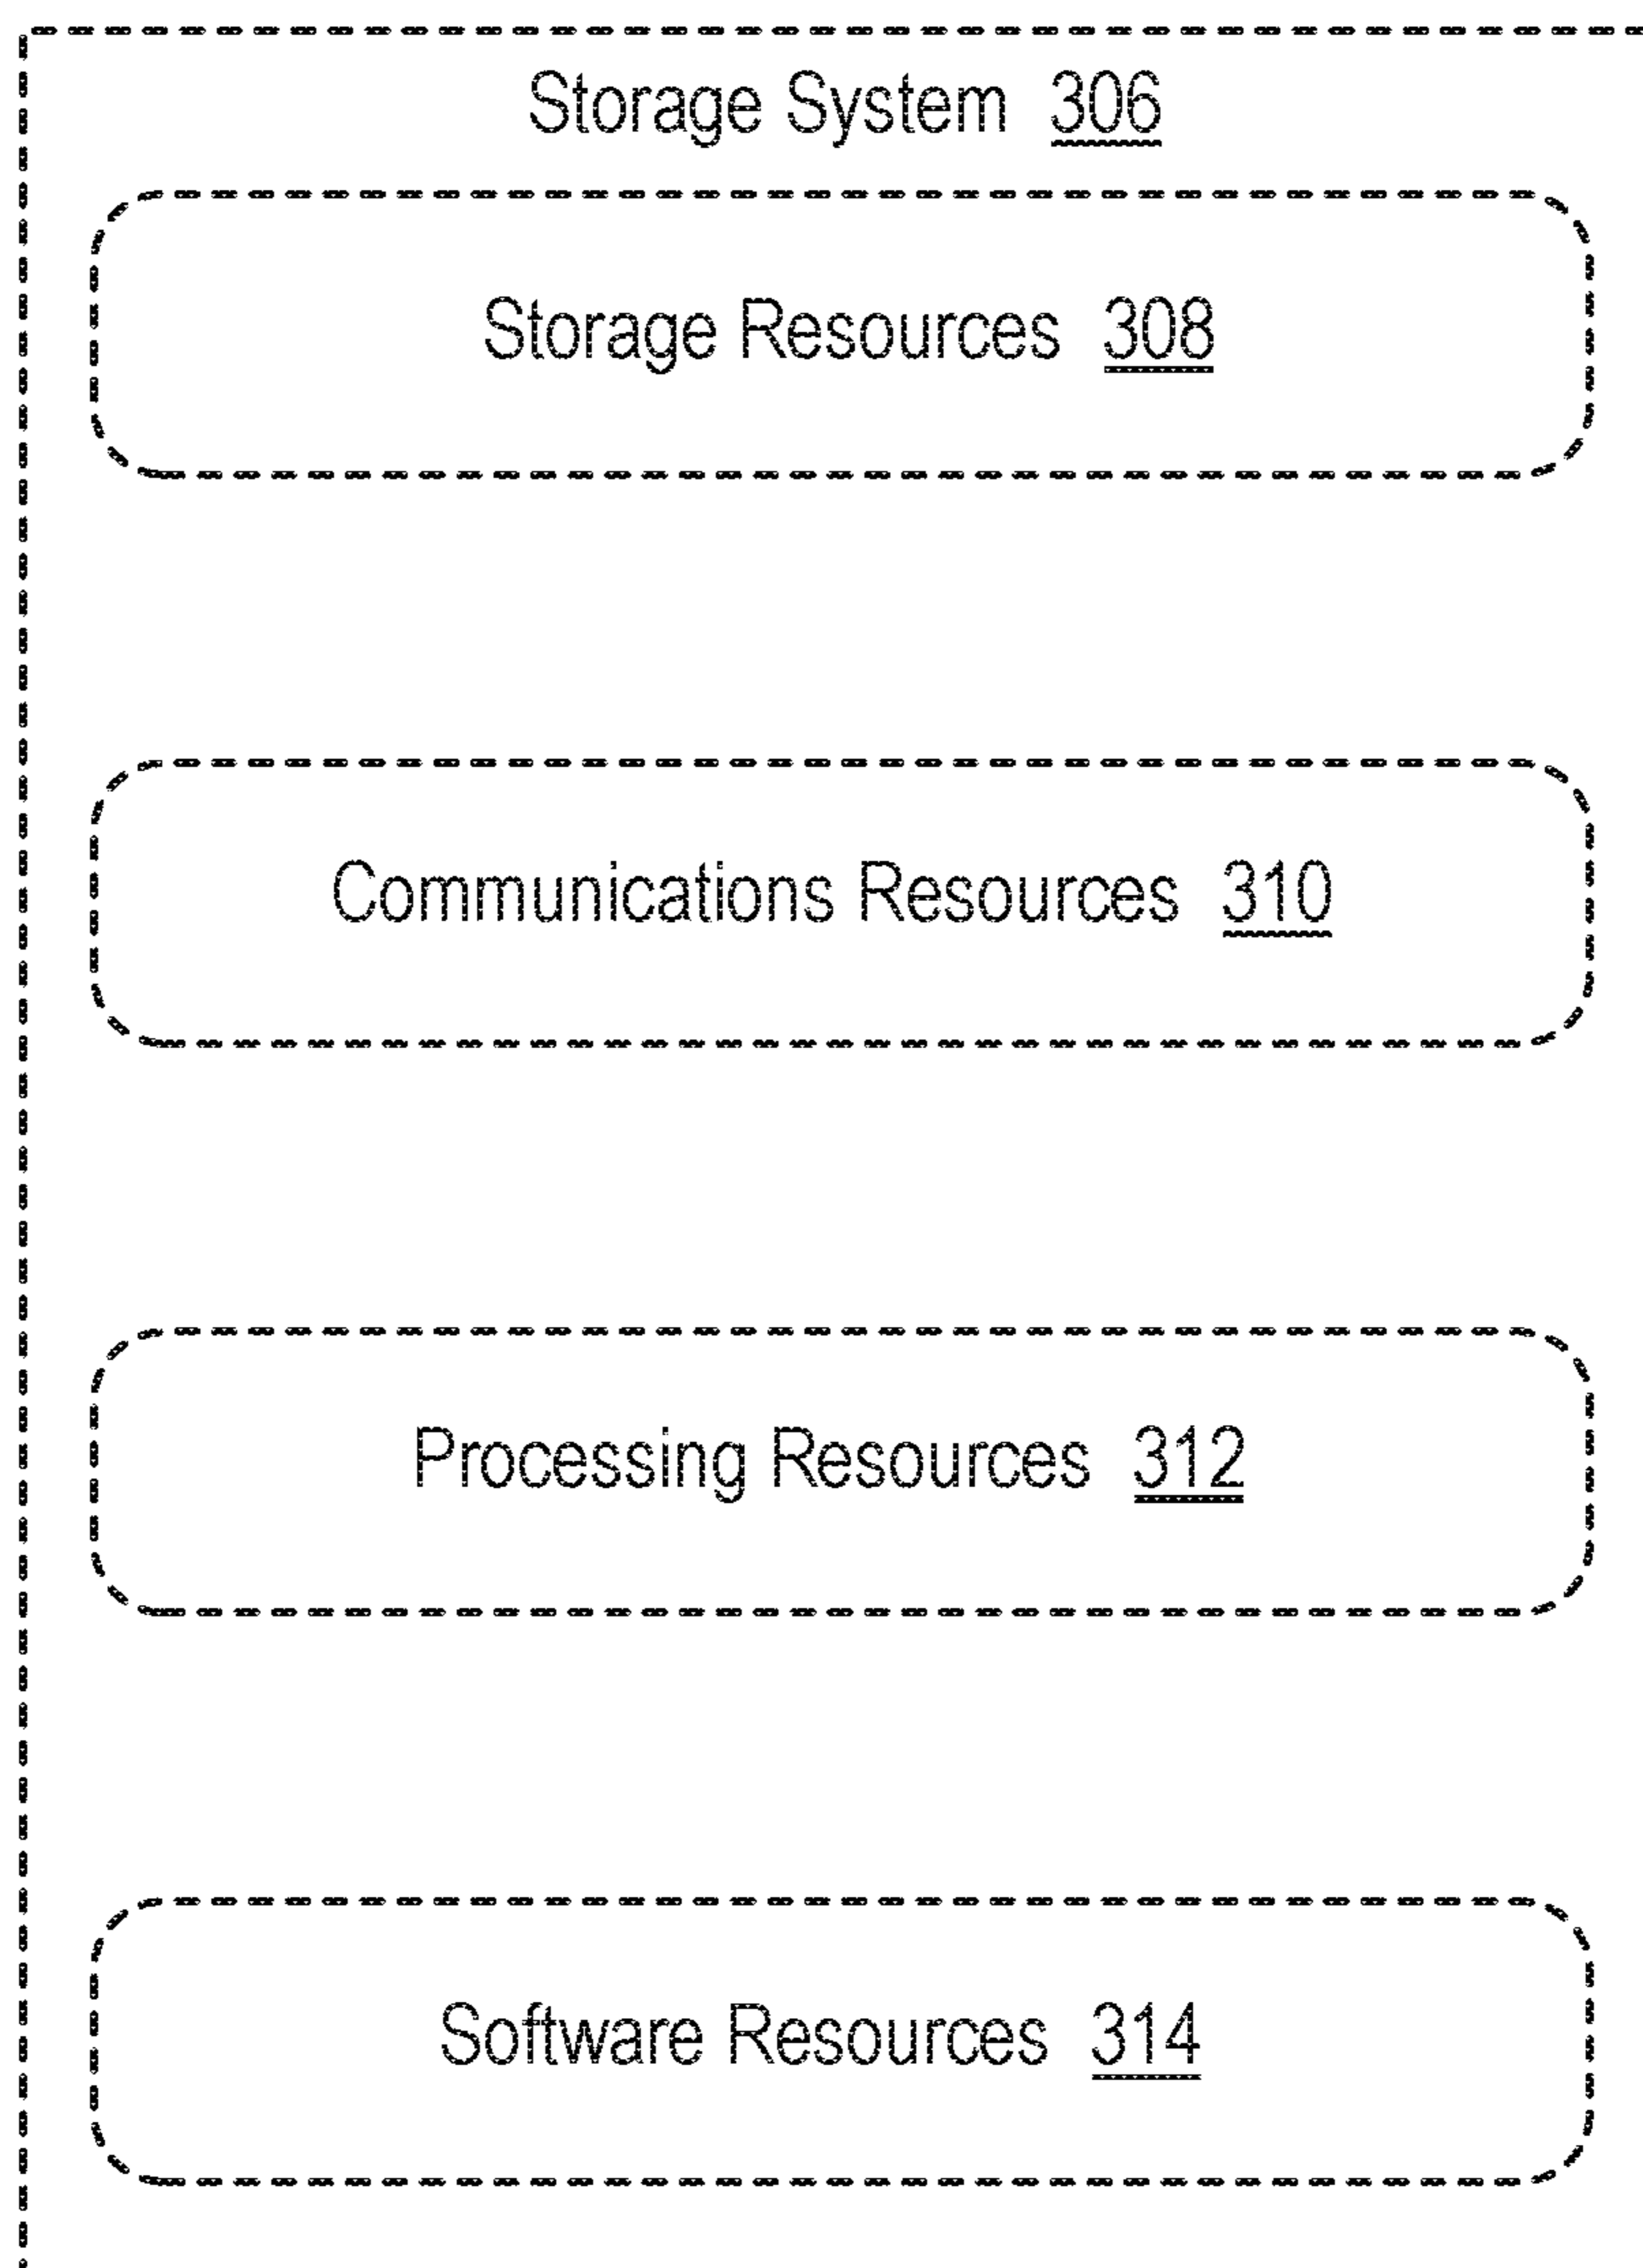 Storage System 306
Storage Resources 308
Communications Resources 310
Processing Resources 312
Software Resources 314